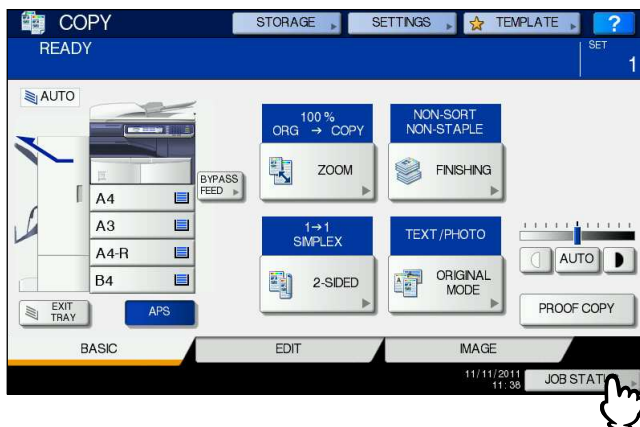 COPY
STORAGE
SETTINGS
TEMPLATE
?
READY
SET
1
AUTO
A4
A3
A4-R
B4
BYPASS
FEED
EXIT
TRAY
APS
100 %
ORG → COPY
ZOOM
NON-SORT
NON-STAPLE
FINISHING
1→1
SIMPLEX
2-SIDED
TEXT/PHOTO
ORIGINAL
MODE
AUTO
PROOF COPY
BASIC
EDIT
IMAGE
11/11/2011
11:38
JOB